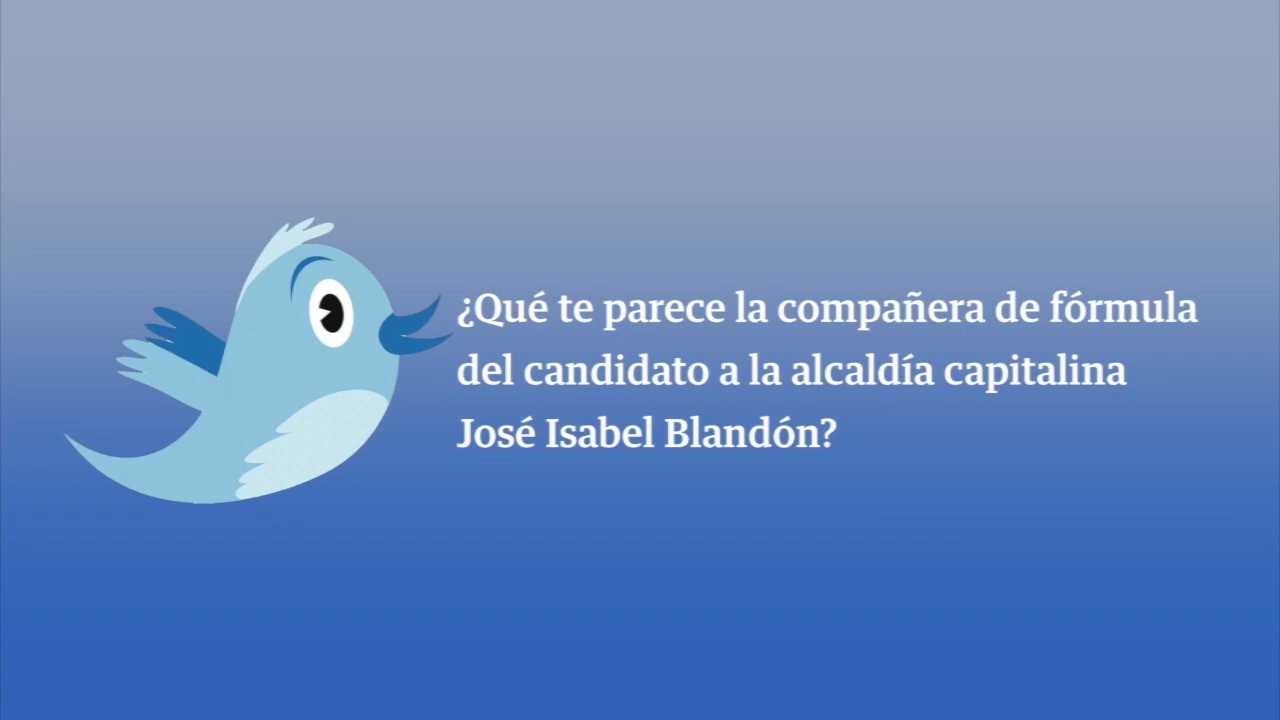 ¿Qué te parece la compañera de fórmula
del candidato a la alcaldía capitalina
José Isabel Blandón?